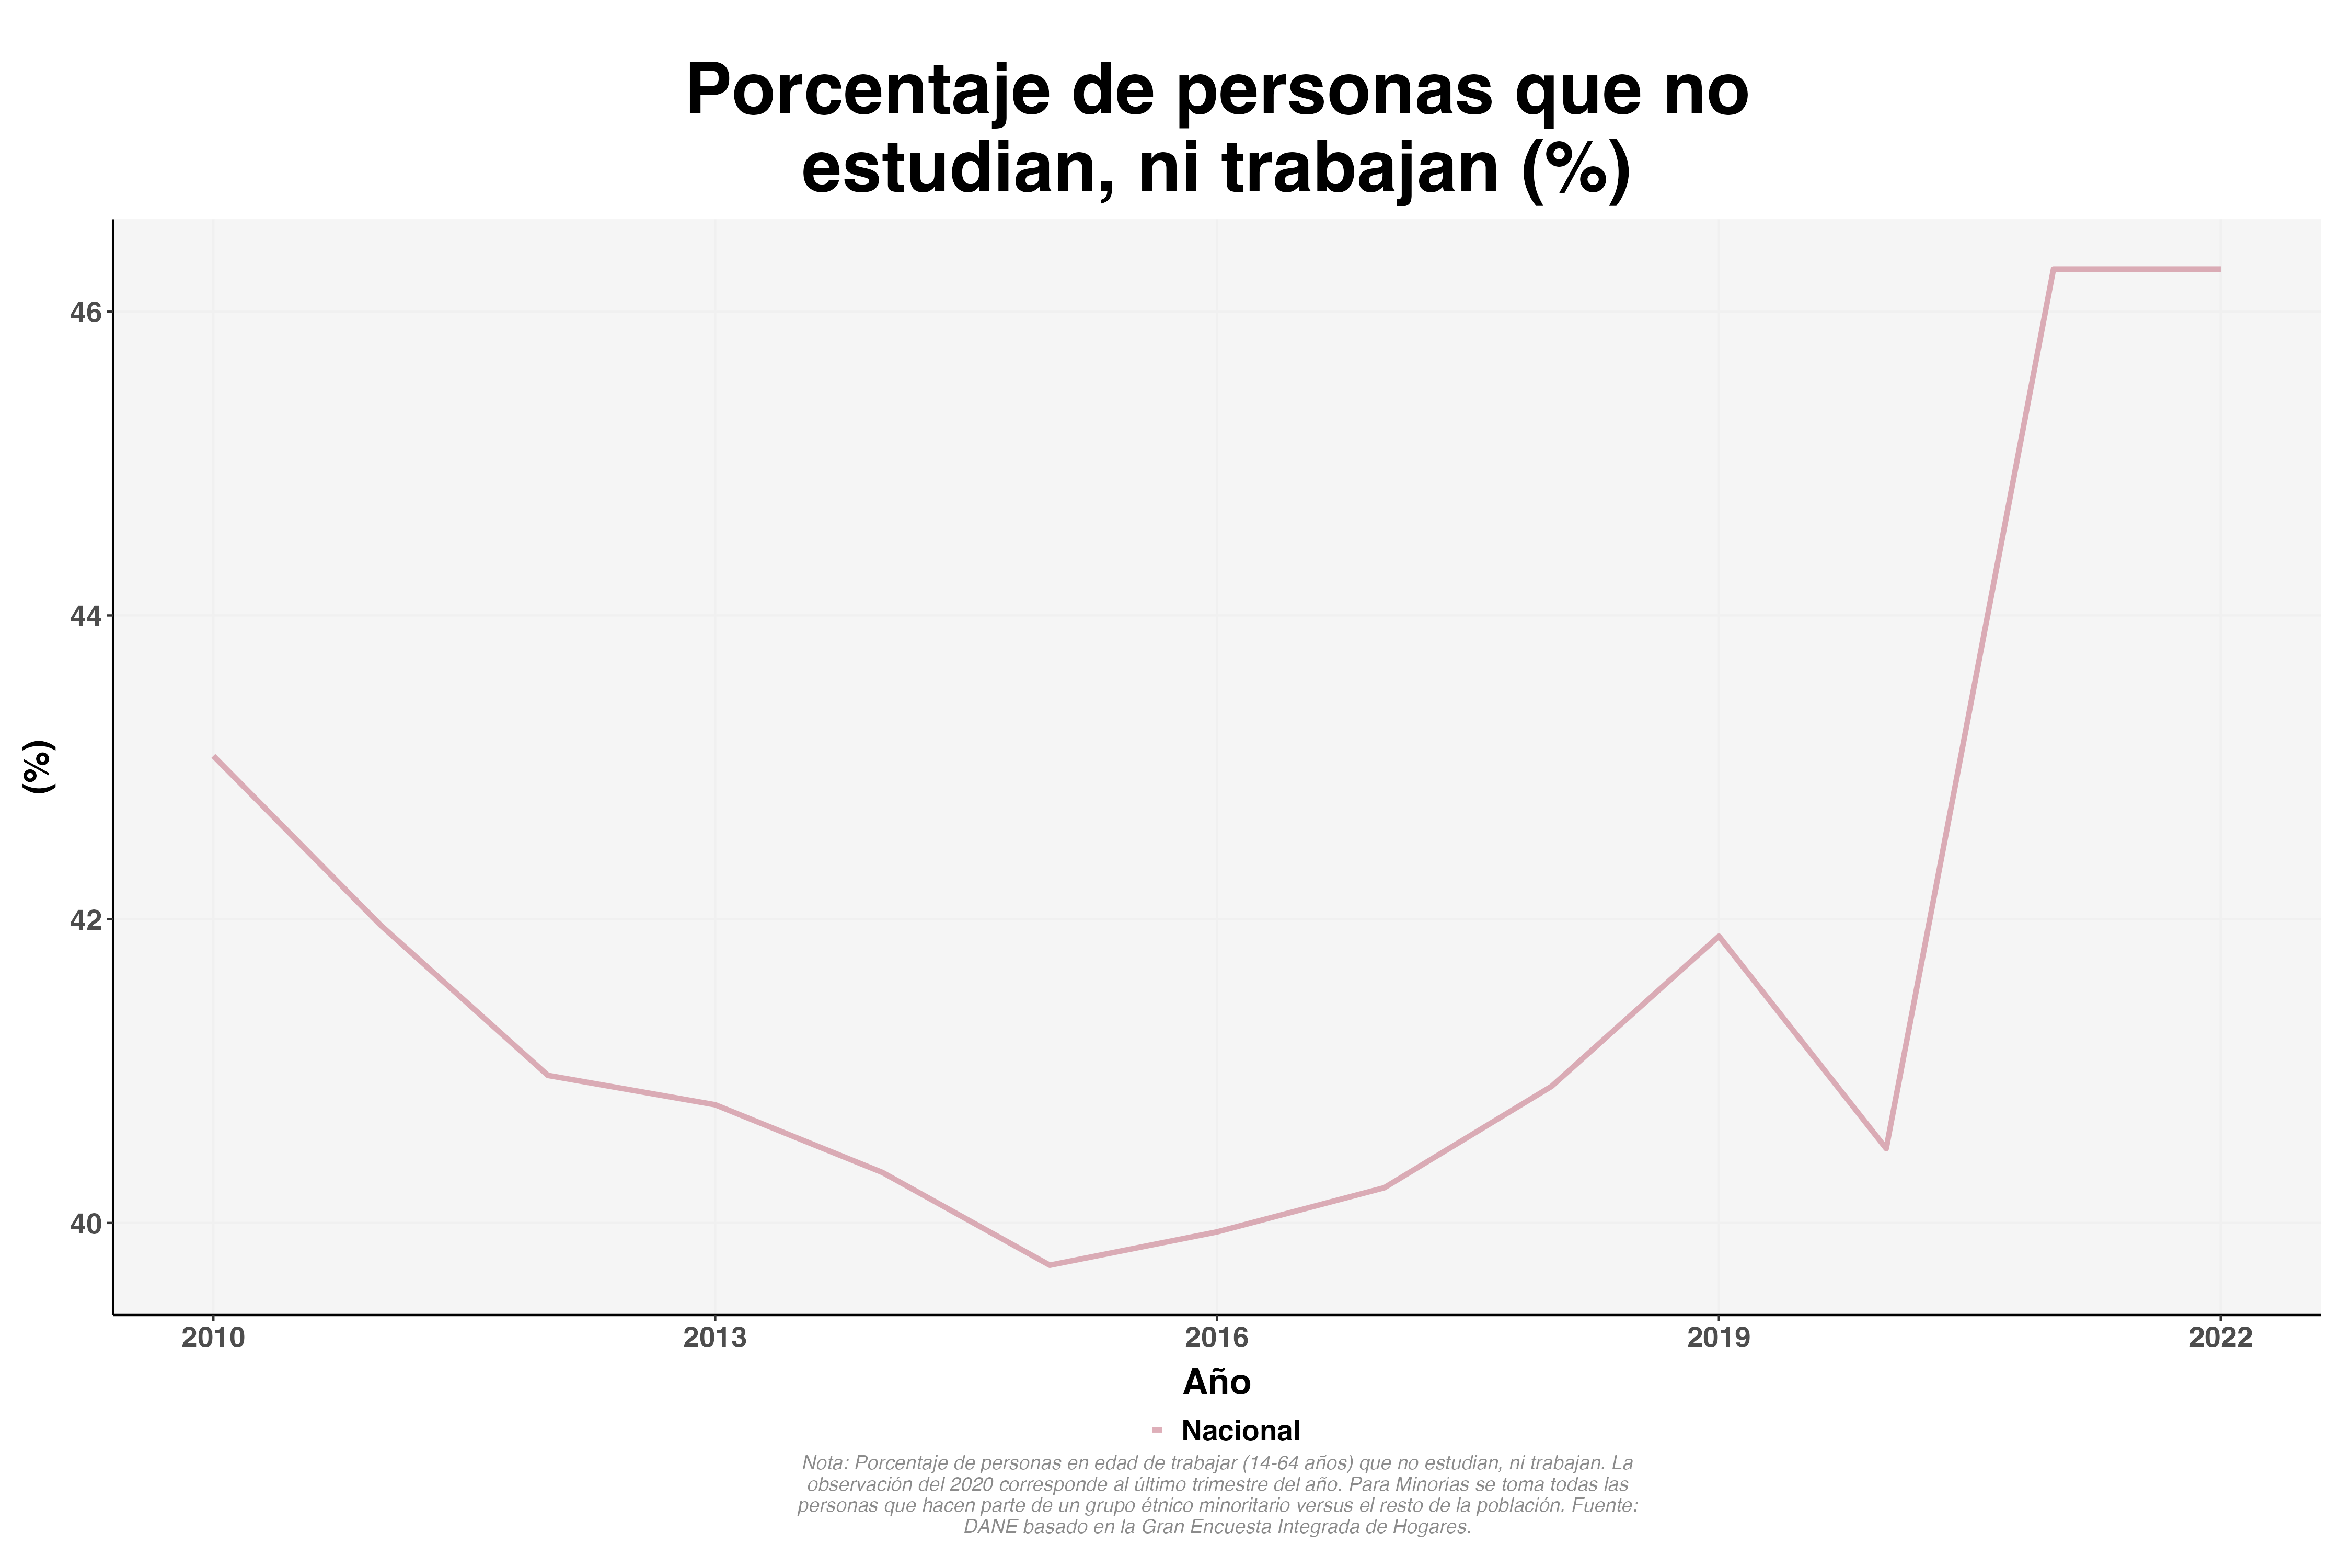 Porcentaje de personas que no
estudian, ni trabajan (%)
46
44
42
40
(%)
2010
2013
2016
2019
2022
Año
Nacional
Nota: Porcentaje de personas en edad de trabajar (14-64 años) que no estudian, ni trabajan. La
observación del 2020 corresponde al último trimestre del año. Para Minorias se toma todas las
personas que hacen parte de un grupo étnico minoritario versus el resto de la población. Fuente:
DANE basado en la Gran Encuesta Integrada de Hogares.